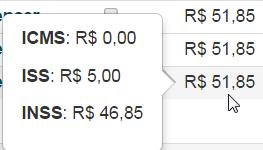 R$ 51,85
ICMS: R$ 0,00
R$ 51,85
ISS: R$ 5,00
R$ 51,85
INSS: R$ 46,85